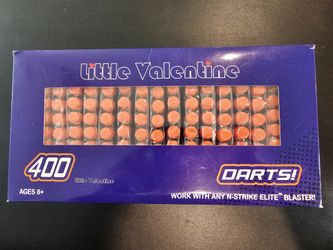 Little Valentine
400
Little Valentine
DARTS!
AGES 8+
WORK WITH ANY N-STRIKE ELITE™ BLASTER!